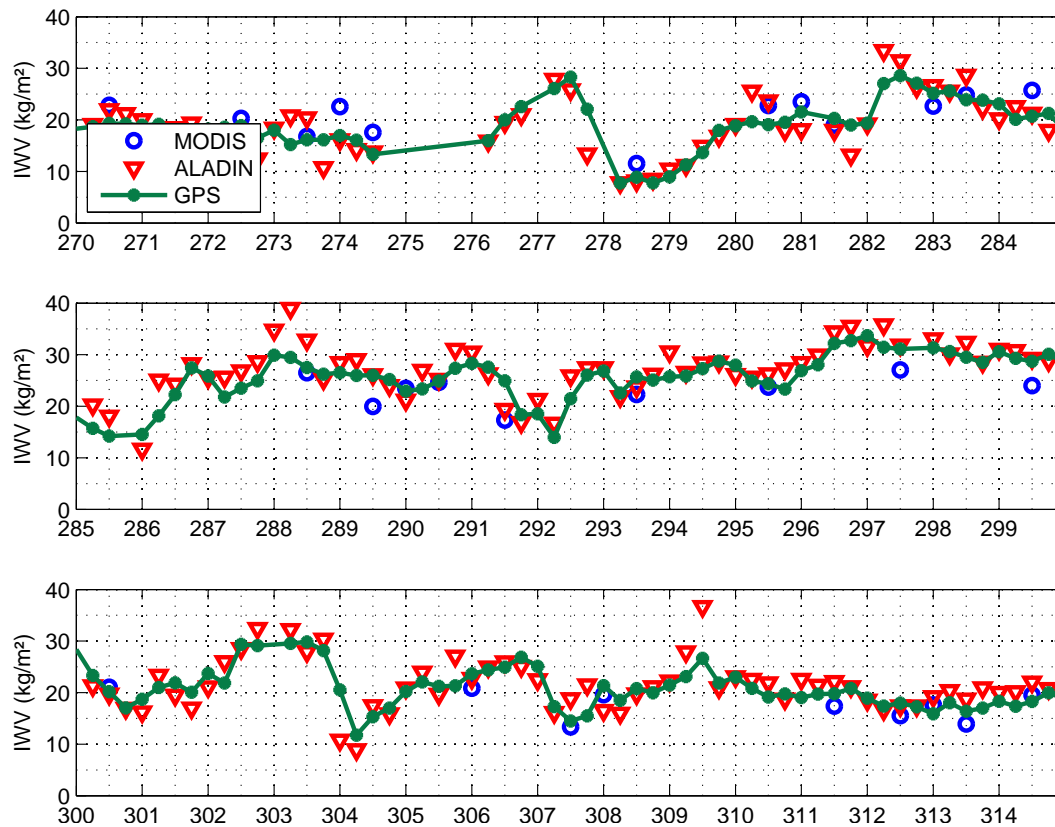 40
30
20
10
0
IWV (kg/m²)
MODIS
ALADIN
GPS
270 271 272 273 274 275 276 277 278 279 280 281 282 283 284
40
30
20
10
0
IWV (kg/m²)
285 286 287 288 289 290 291 292 293 294 295 296 297 298 299
40
30
20
10
0
IWV (kg/m²)
300 301 302 303 304 305 306 307 308 309 310 311 312 313 314